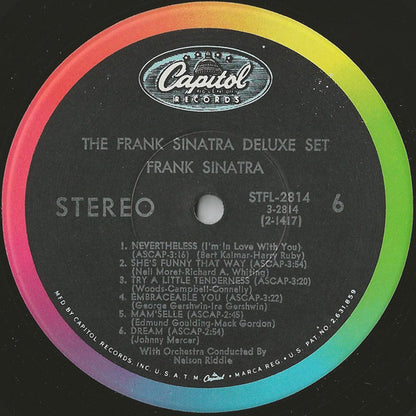 Capitol
RECORDS
THE FRANK SINATRA DELUXE SET
FRANK SINATRA
STEREO
STFL-2814
3-2814
(2-1417)
6
1. NEVERTHELESS (I'm In Love With You)
(ASCAP-3:16) (Bert Kalmar-Harry Ruby)
2. SHE'S FUNNY THAT WAY (ASCAP-3:54)
(Neil Moret-Richard A. Whiting)
3. TRY A LITTLE TENDERNESS (ASCAP-3:20)
(Woods-Campbell-Connelly)
4. EMBRACEABLE YOU (ASCAP-3:22)
(George Gershwin-Ira Gershwin)
5. MAM'SELLE (ASCAP-2:45)
(Edmund Goulding-Mack Gordon)
6. DREAM (ASCAP-2:54)
(Johnny Mercer)
With Orchestra Conducted By
Nelson Riddle
MFD. BY CAPITOL RECORDS, INC. U.S.A. T M Capitol MARCA REG. • U.S. PAT. NO. 2,631,859